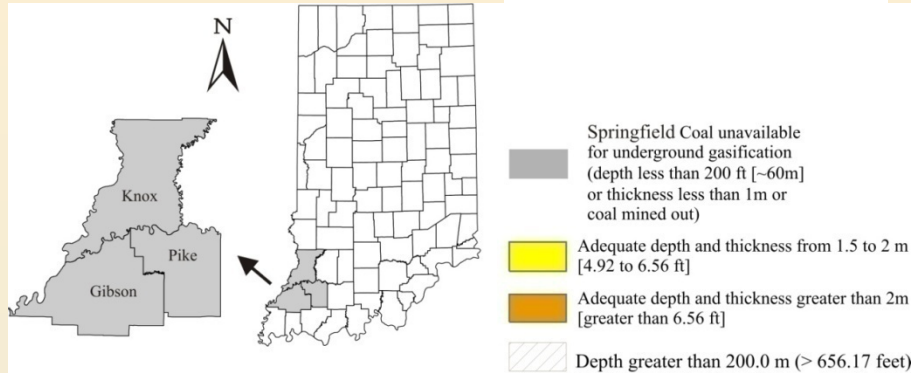 N
Knox
Pike
Gibson
Springfield Coal unavailable
for underground gasification
(depth less than 200 ft [~60m]
or thickness less than 1m or
coal mined out)
Adequate depth and thickness from 1.5 to 2 m
[4.92 to 6.56 ft]
Adequate depth and thickness greater than 2m
[greater than 6.56 ft]
Depth greater than 200.0 m (> 656.17 feet)